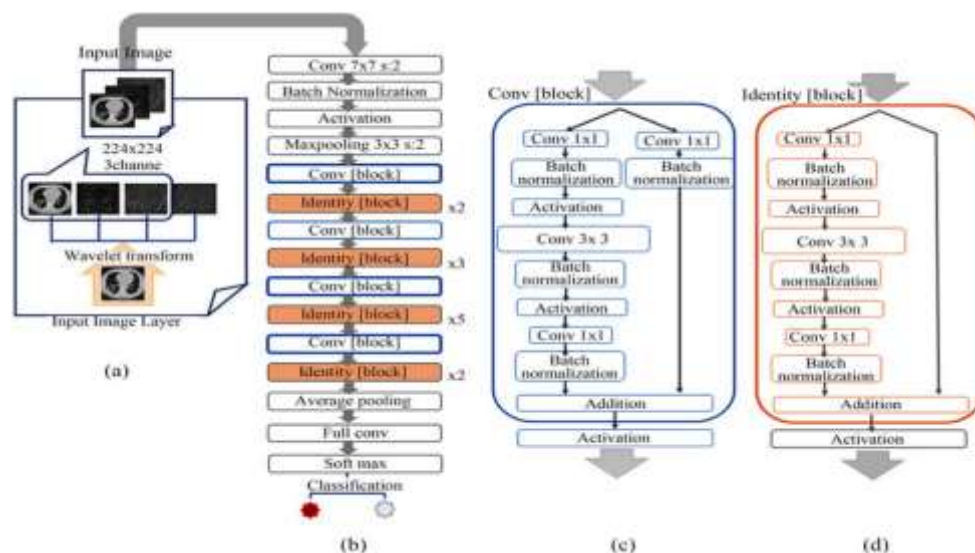 Input Image
224x224
3channe
Wavelet transform
Input Image Layer
(a)
Conv 7x7 s:2
Batch Normalization
Activation
Maxpooling 3x3 s:2
Conv [block]
Identity [block]
x2
Conv [block]
Identity [block]
x3
Conv [block]
Identity [block]
x5
Conv [block]
Identity [block]
x2
Average pooling
Full conv
Soft max
Classification
(b)
Conv [block]
Conv 1x1
Conv 1x1
Batch
normalization
Batch
normalization
Activation
Conv 3x 3
Batch
normalization
Activation
Conv 1x1
Batch
normalization
Addition
Activation
(c)
Identity [block]
Conv 1x1
Batch
normalization
Activation
Conv 3x 3
Batch
normalization
Activation
Conv 1x1
Batch
normalization
Addition
Activation
(d)